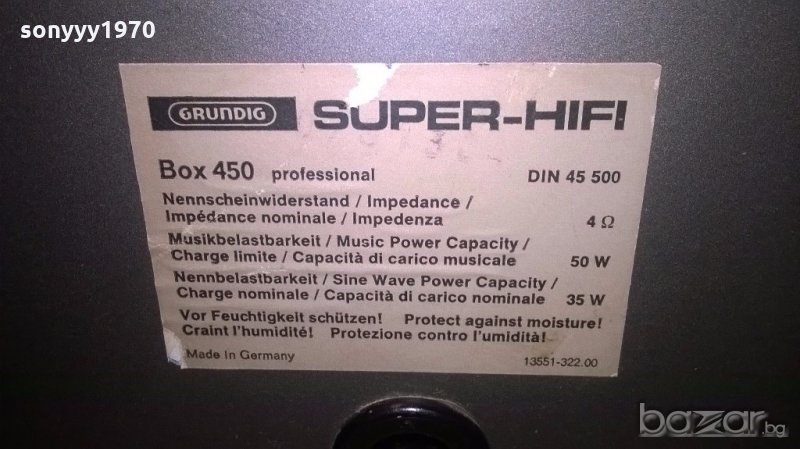 sonyyy1970
GRUNDIG SUPER-HIFI
Box 450 professional DIN 45 500
Nennscheinwiderstand / Impedance /
Impédance nominale / Impedenza 4 Ω
Musikbelastbarkeit / Music Power Capacity /
Charge limite / Capacità di carico musicale 50 W
Nennbelastbarkeit / Sine Wave Power Capacity /
Charge nominale / Capacità di carico nominale 35 W
Vor Feuchtigkeit schützen! Protect against moisture!
Craint l'humidité! Protezione contro l'umidità!
Made In Germany 13551-322.00
bazar.bg